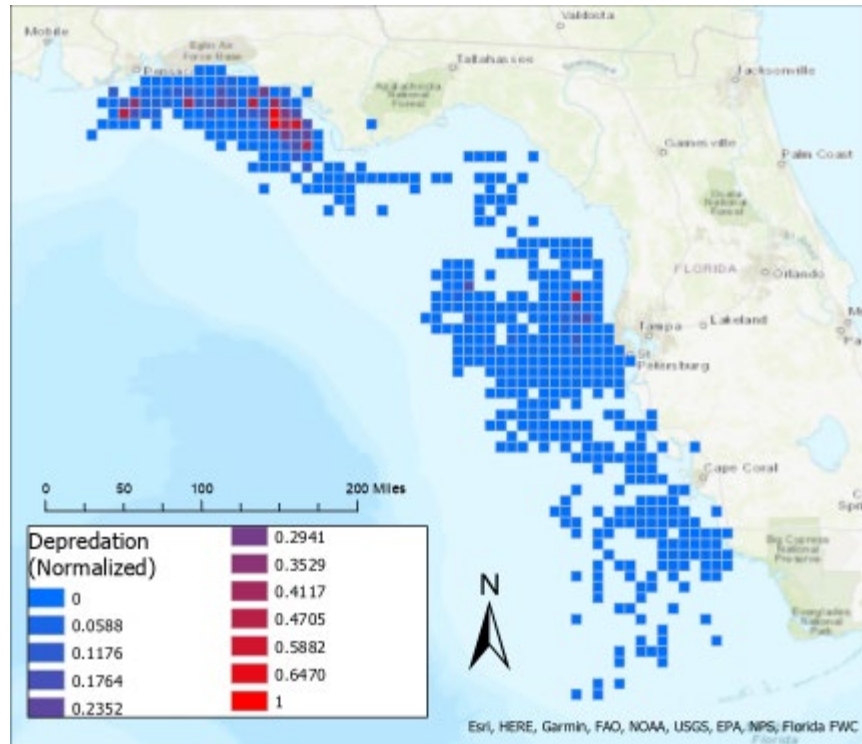 Valdosta
Mobile
Eglin Air
Force Base
Pensac
Tallahassee
Apalachicola
National
Forest
Jacksonville
Gainesville
Palm Coast
Ocala
National
Forest
FLORIDA
Orlando
Tampa
Lakeland
St
Petersburg
Cape Coral
Big Cypress
National
Preserve
Everglades
National
Park
0 50 100 200 Miles
Depredation
(Normalized)
0
0.0588
0.1176
0.1764
0.2352
0.2941
0.3529
0.4117
0.4705
0.5882
0.6470
1
N
Esri, HERE, Garmin, FAO, NOAA, USGS, EPA, NPS, Florida FWC